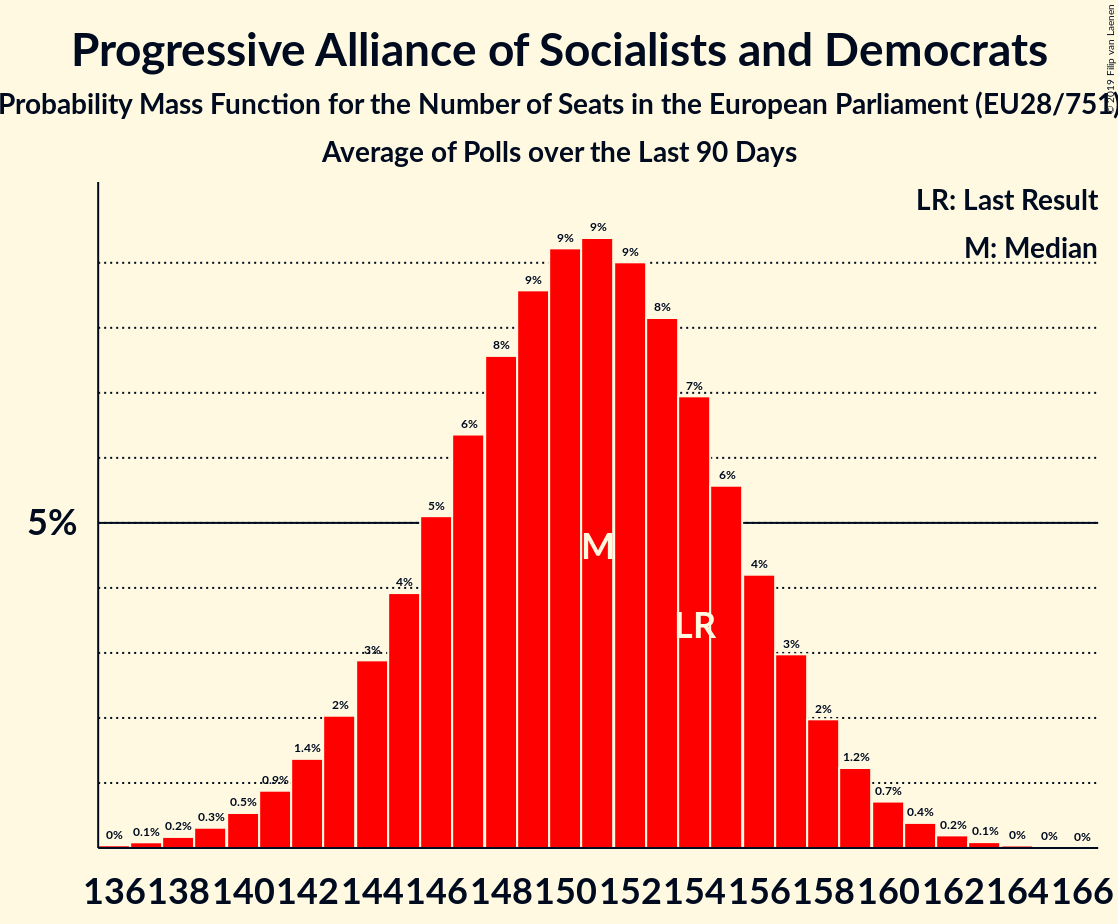 Progressive Alliance of Socialists and Democrats
Probability Mass Function for the Number of Seats in the European Parliament (EU28/751)
Average of Polls over the Last 90 Days
© 2019 Filip van Laenen
LR: Last Result
M: Median
5%
0% 0.1% 0.2% 0.3% 0.5% 0.9% 1.4% 2% 3% 4% 5% 6% 8% 9% 9% 9% 9% 8% 7% 6% 4% 3% 2% 1.2% 0.7% 0.4% 0.2% 0.1% 0% 0% 0%
M
LR
136 138 140 142 144 146 148 150 152 154 156 158 160 162 164 166